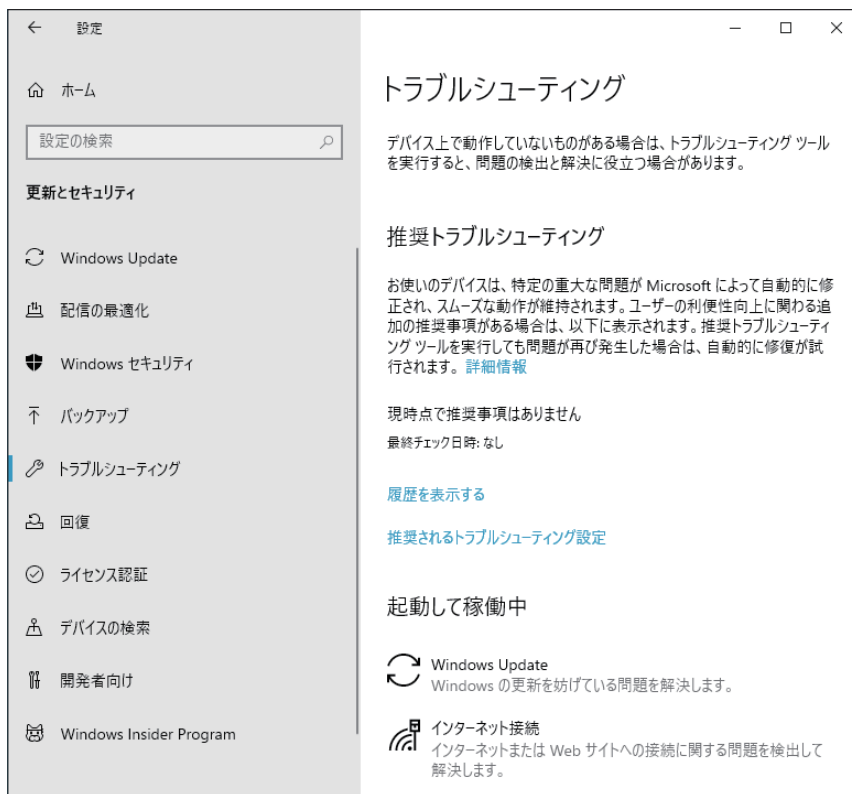 設定
ホーム
設定の検索
更新とセキュリティ
Windows Update
配信の最適化
Windows セキュリティ
バックアップ
トラブルシューティング
回復
ライセンス認証
デバイスの検索
開発者向け
Windows Insider Program
トラブルシューティング
デバイス上で動作していないものがある場合は、トラブルシューティング ツール
を実行すると、問題の検出と解決に役立つ場合があります。
推奨トラブルシューティング
お使いのデバイスは、特定の重大な問題が Microsoft によって自動的に修
正され、スムーズな動作が維持されます。ユーザーの利便性向上に関わる追
加の推奨事項がある場合は、以下に表示されます。推奨トラブルシューティ
ング ツールを実行しても問題が再び発生した場合は、自動的に修復が試
行されます。 詳細情報
現時点で推奨事項はありません
最終チェック日時: なし
履歴を表示する
推奨されるトラブルシューティング設定
起動して稼働中
Windows Update
Windows の更新を妨げている問題を解決します。
インターネット接続
インターネットまたは Web サイトへの接続に関する問題を検出して
解決します。